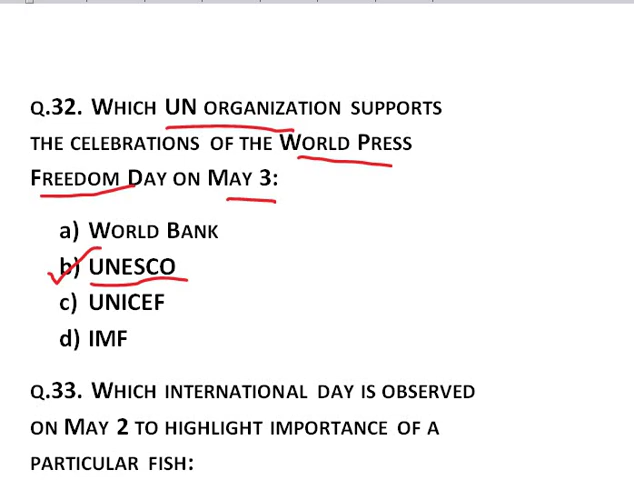 Q.32. WHICH UN ORGANIZATION SUPPORTS
THE CELEBRATIONS OF THE WORLD PRESS
FREEDOM DAY ON MAY 3:
a) WORLD BANK
b) UNESCO
c) UNICEF
d) IMF
Q.33. WHICH INTERNATIONAL DAY IS OBSERVED
ON MAY 2 TO HIGHLIGHT IMPORTANCE OF A
PARTICULAR FISH: